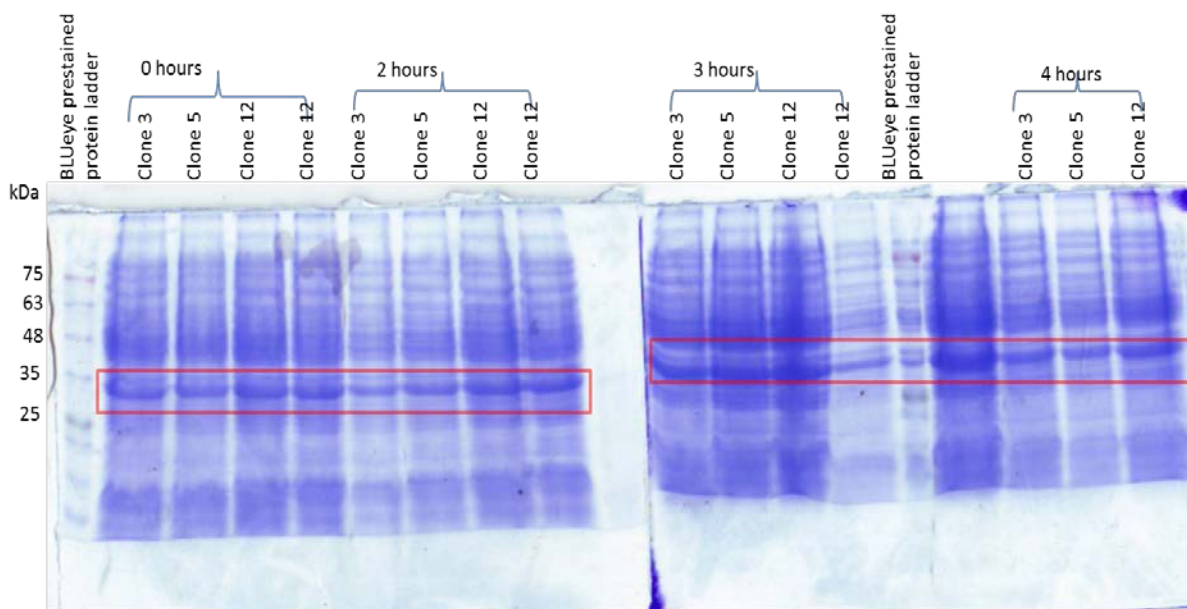 BLUeye prestained
protein ladder
0 hours
Clone 3
Clone 5
Clone 12
Clone 12
2 hours
Clone 3
Clone 5
Clone 12
Clone 12
3 hours
Clone 3
Clone 5
Clone 12
Clone 12
BLUeye prestained
protein ladder
4 hours
Clone 3
Clone 5
Clone 12
kDa
75
63
48
35
25